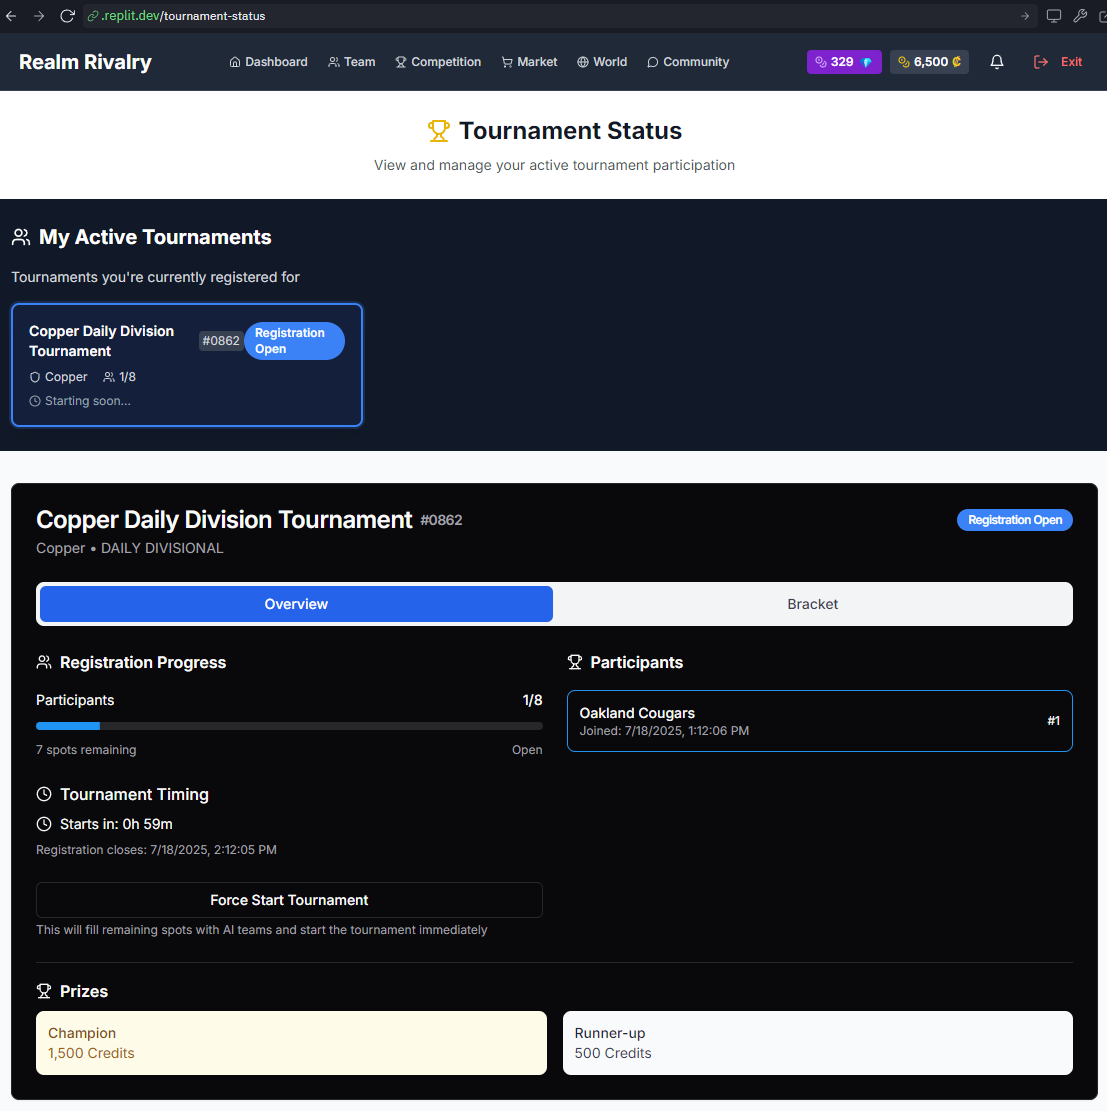 .replit.dev/tournament-status
Realm Rivalry
Dashboard
Team
Competition
Market
World
Community
329
6,500 ₡
Exit
Tournament Status
View and manage your active tournament participation
My Active Tournaments
Tournaments you're currently registered for
Copper Daily Division
Tournament
#0862
Registration
Open
Copper
1/8
Starting soon...
Copper Daily Division Tournament #0862
Registration Open
Copper • DAILY DIVISIONAL
Overview
Bracket
Registration Progress
Participants 1/8
7 spots remaining
Open
Tournament Timing
Starts in: 0h 59m
Registration closes: 7/18/2025, 2:12:05 PM
Force Start Tournament
This will fill remaining spots with AI teams and start the tournament immediately
Participants
Oakland Cougars
Joined: 7/18/2025, 1:12:06 PM
#1
Prizes
Champion
1,500 Credits
Runner-up
500 Credits